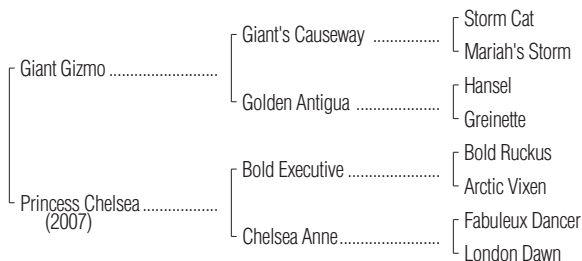 Storm Cat
Giant's Causeway ................
Mariah's Storm
Giant Gizmo ..........................
Hansel
Golden Antigua ...................
Greinette
Bold Ruckus
Bold Executive ......................
Arctic Vixen
Princess Chelsea ..................
(2007)
Fabuleux Dancer
Chelsea Anne .......................
London Dawn